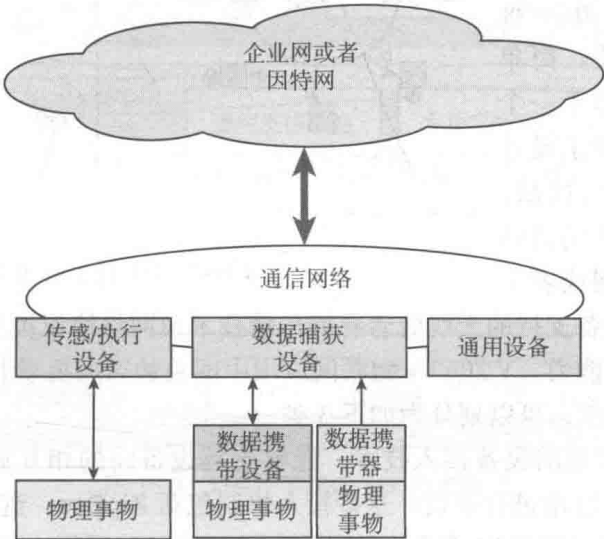 企业网或者
因特网
通信网络
传感/执行
设备
数据捕获
设备
通用设备
数据携
带设备
数据携
带器
物理事物
物理事物
物理
事物